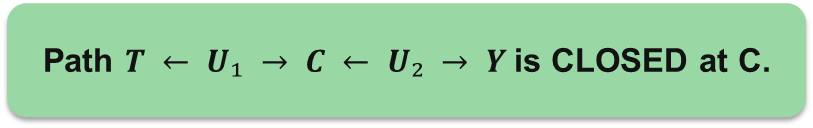 Path T ← U₁ → C ← U₂ → Y is CLOSED at C.